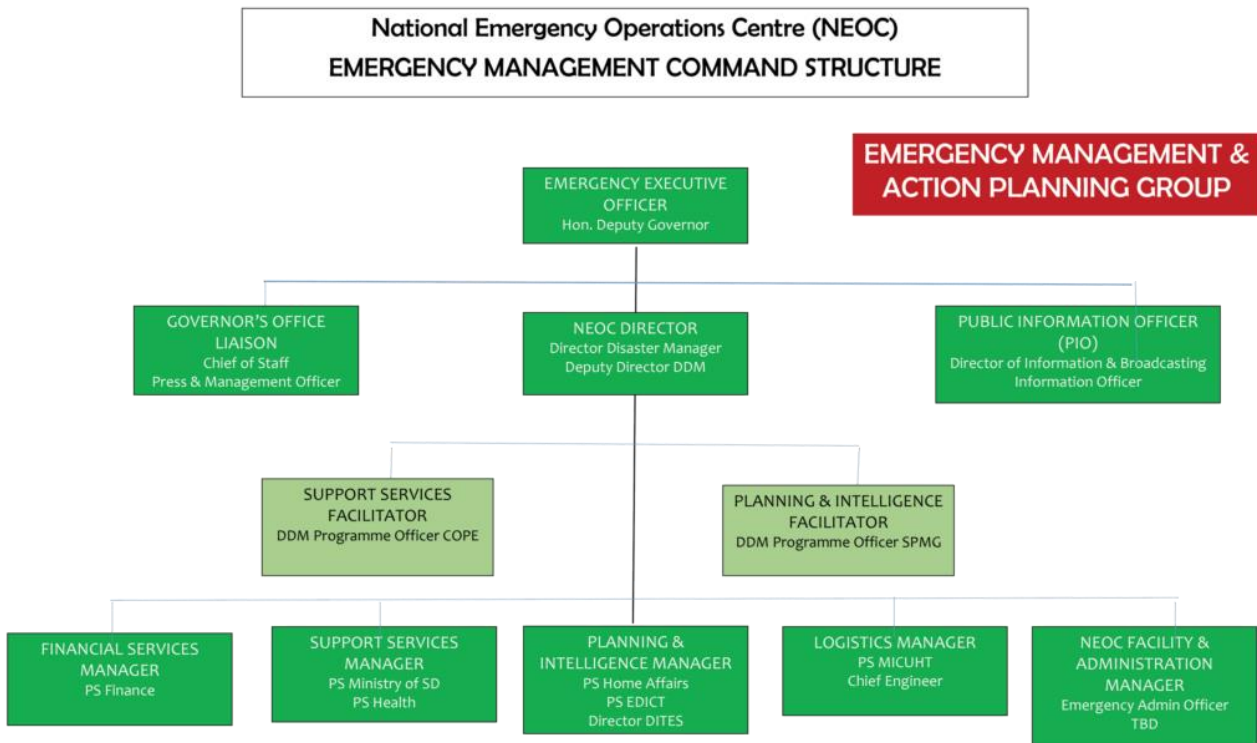 National Emergency Operations Centre (NEOC)
EMERGENCY MANAGEMENT COMMAND STRUCTURE
EMERGENCY MANAGEMENT &
ACTION PLANNING GROUP
EMERGENCY EXECUTIVE
OFFICER
Hon. Deputy Governor
GOVERNOR'S OFFICE
LIAISON
Chief of Staff
Press & Management Officer
NEOC DIRECTOR
Director Disaster Manager
Deputy Director DDM
PUBLIC INFORMATION OFFICER
(PIO)
Director of Information & Broadcasting
Information Officer
SUPPORT SERVICES
FACILITATOR
DDM Programme Officer COPE
PLANNING & INTELLIGENCE
FACILITATOR
DDM Programme Officer SPMG
FINANCIAL SERVICES
MANAGER
PS Finance
SUPPORT SERVICES
MANAGER
PS Ministry of SD
PS Health
PLANNING &
INTELLIGENCE MANAGER
PS Home Affairs
PS EDICT
Director DITES
LOGISTICS MANAGER
PS MICUHT
Chief Engineer
NEOC FACILITY &
ADMINISTRATION
MANAGER
Emergency Admin Officer
TBD